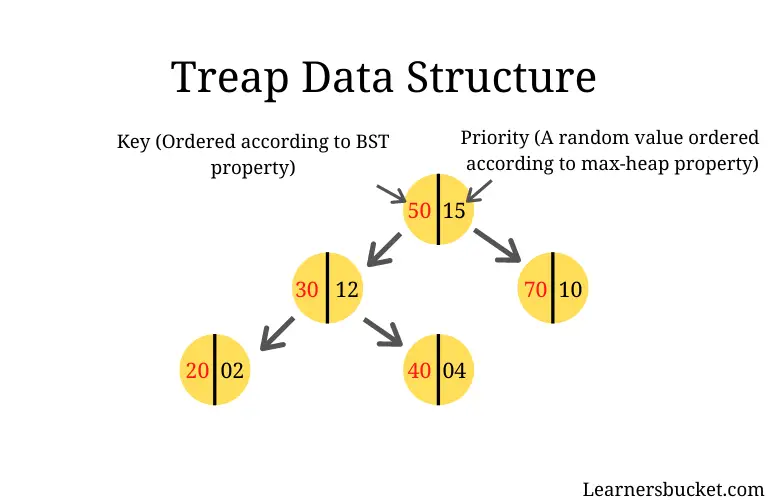 Treap Data Structure
Key (Ordered according to BST
property)
Priority (A random value ordered
according to max-heap property)
50 15
30 12
70 10
20 02
40 04
Learnersbucket.com